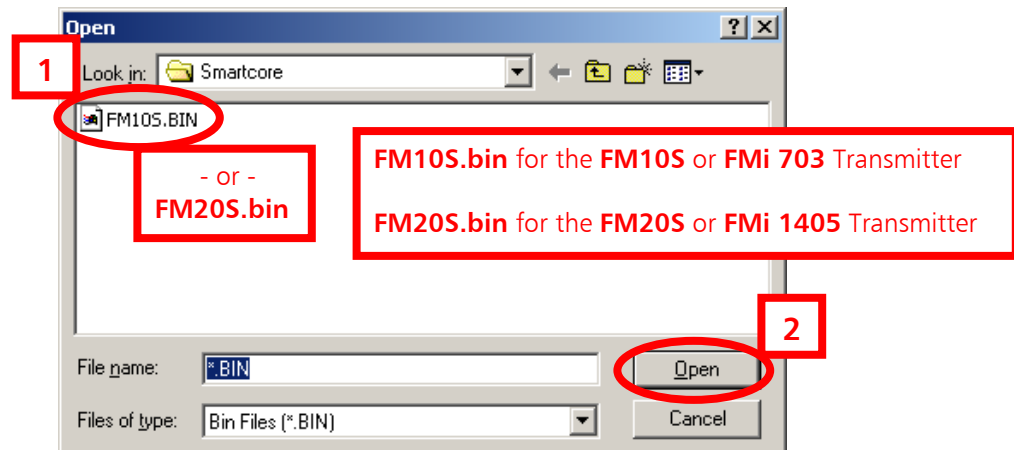 Open
1
Look in: Smartcore
FM10S.BIN
- or -
FM20S.bin
FM10S.bin for the FM10S or FMi 703 Transmitter
FM20S.bin for the FM20S or FMi 1405 Transmitter
2
File name: *.BIN
Open
Files of type: Bin Files (*.BIN)
Cancel